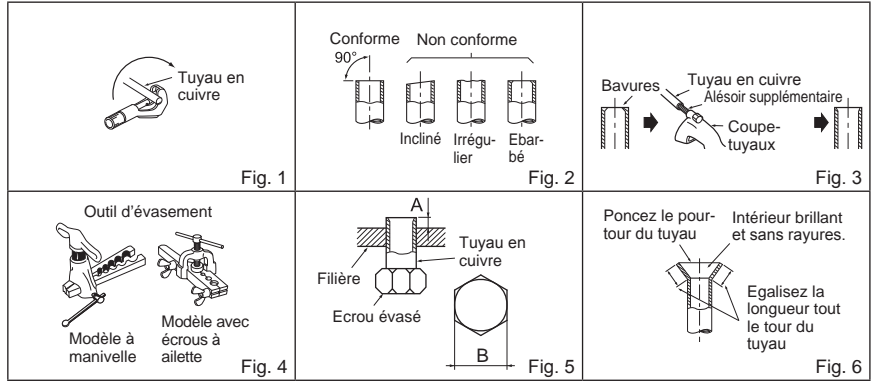 Tuyau en
cuivre
Fig. 1
Conforme
Non conforme
90°
Incliné
Irrégu-
lier
Ebar-
bé
Fig. 2
Bavures
Tuyau en cuivre
Alésoir supplémentaire
Coupe-
tuyaux
Fig. 3
Outil d'évasement
Modèle à
manivelle
Modèle avec
écrous à
ailette
Fig. 4
A
Tuyau en
cuivre
Filière
Ecrou évasé
B
Fig. 5
Poncez le pour-
tour du tuyau
Intérieur brillant
et sans rayures.
Egalisez la
longueur tout
le tour du
tuyau
Fig. 6